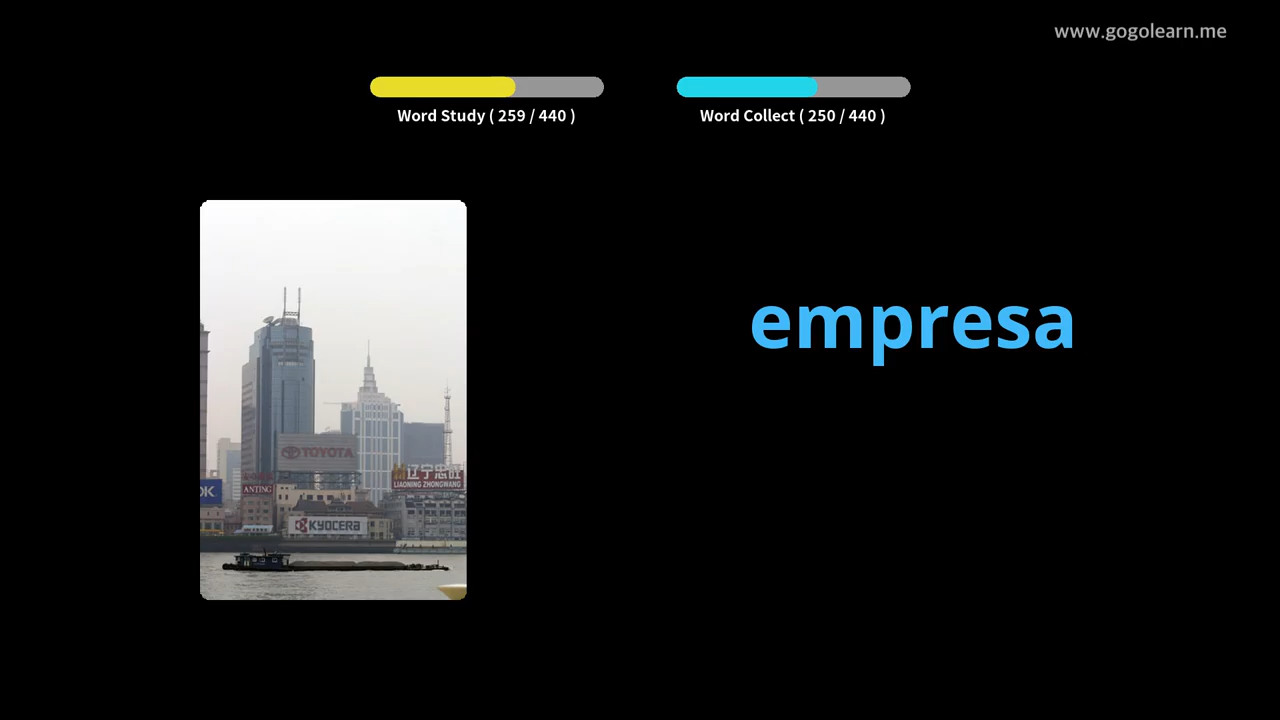 www.gogolearn.me
Word Study ( 259 / 440 )
Word Collect ( 250 / 440 )
empresa
TOYOTA
辽宁忠旺
LIAONING ZHONGWANG
KYOCERA